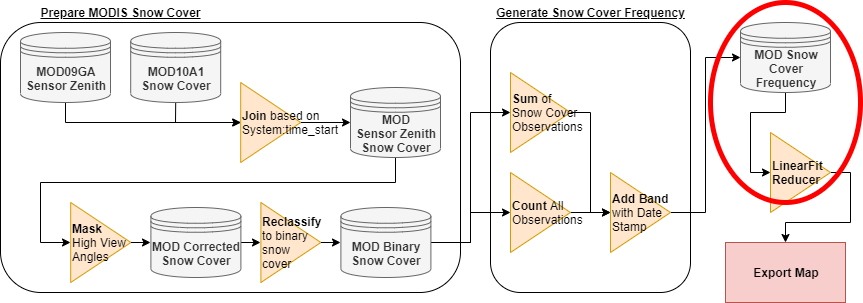 Prepare MODIS Snow Cover
MOD09GA
Sensor Zenith
MOD10A1
Snow Cover
Join based on
System:time_start
MOD
Sensor Zenith
Snow Cover
Mask
High View
Angles
MOD Corrected
Snow Cover
Reclassify
to binary
snow
cover
MOD Binary
Snow Cover
Generate Snow Cover Frequency
Sum of
Snow Cover
Observations
Count All
Observations
Add Band
with Date
Stamp
MOD Snow
Cover
Frequency
LinearFit
Reducer
Export Map